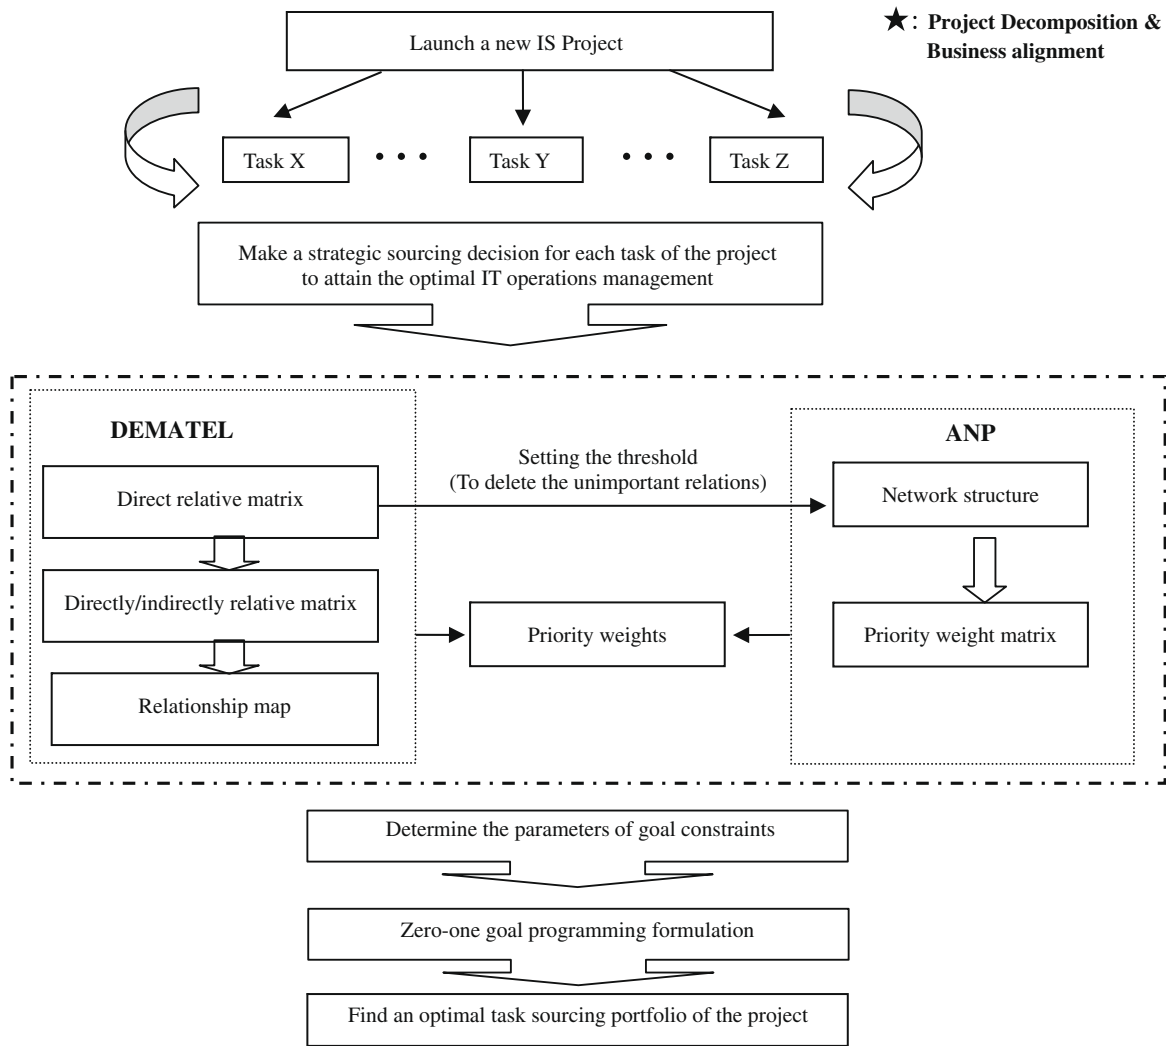 ★: Project Decomposition &
Business alignment
Launch a new IS Project
Task X
• • •
Task Y
• • •
Task Z
Make a strategic sourcing decision for each task of the project
to attain the optimal IT operations management
DEMATEL
ANP
Setting the threshold
(To delete the unimportant relations)
Direct relative matrix
Network structure
Directly/indirectly relative matrix
Priority weights
Priority weight matrix
Relationship map
Determine the parameters of goal constraints
Zero-one goal programming formulation
Find an optimal task sourcing portfolio of the project